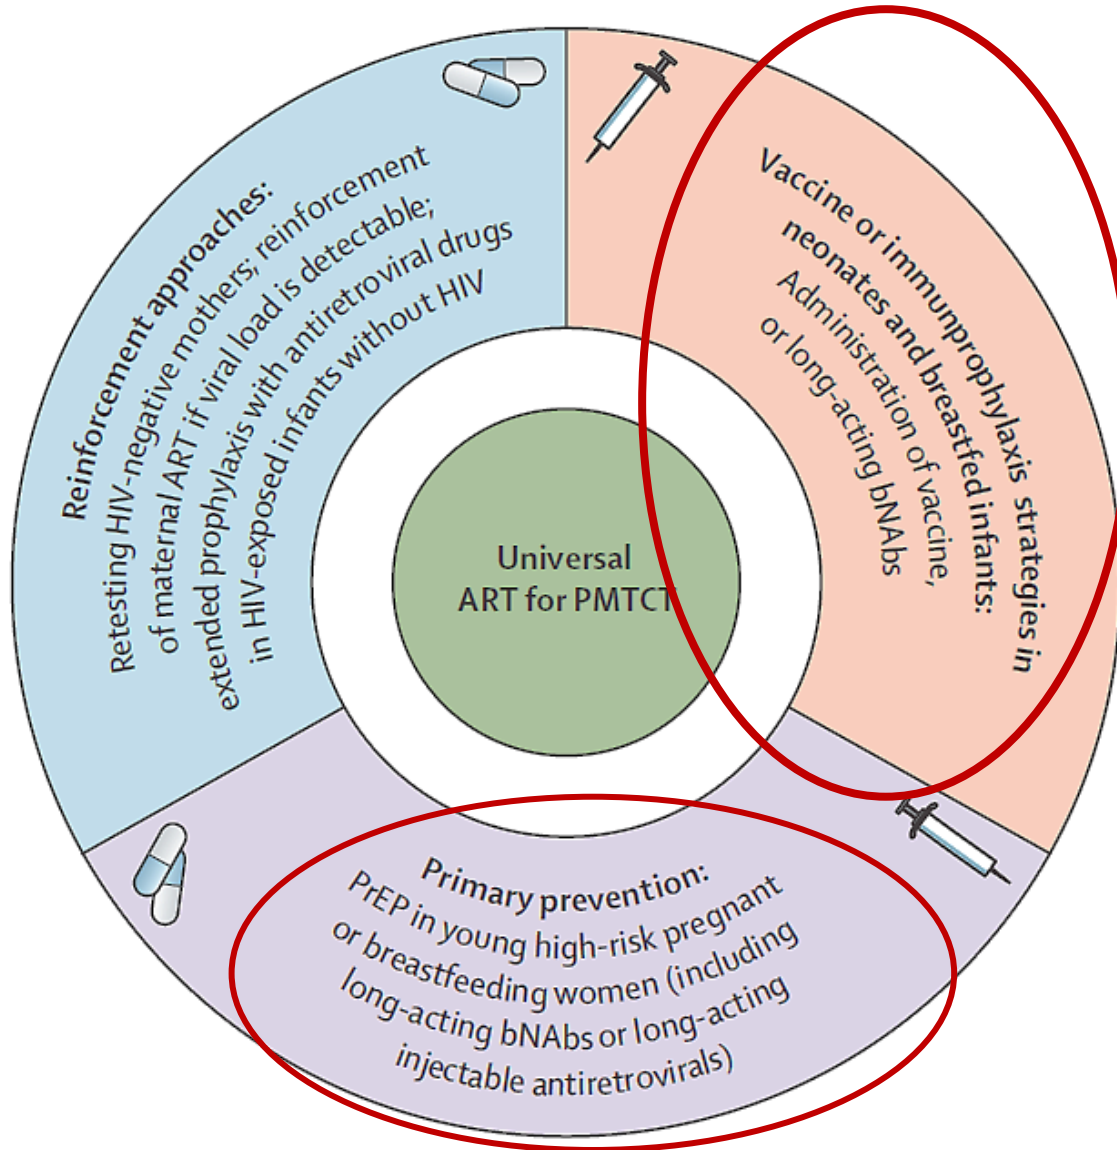 Reinforcement approaches:
Retesting HIV-negative mothers; reinforcement
of maternal ART if viral load is detectable;
extended prophylaxis with antiretroviral drugs
in HIV-exposed infants without HIV
Vaccine or immunprophylaxis strategies in
neonates and breastfed infants:
Administration of vaccine,
or long-acting bNAbs
Universal
ART for PMTCT
Primary prevention:
PrEP in young high-risk pregnant
or breastfeeding women (including
long-acting bNAbs or long-acting
injectable antiretrovirals)